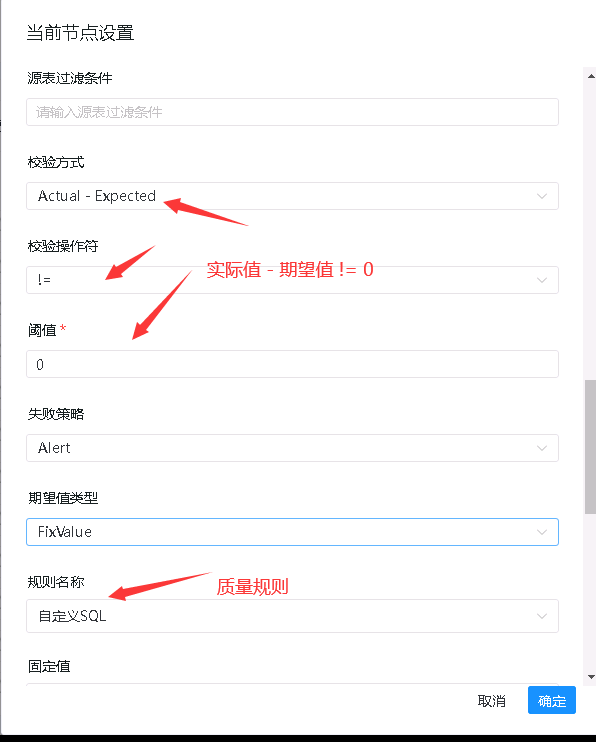 当前节点设置
源表过滤条件
请输入源表过滤条件
校验方式
Actual - Expected
校验操作符
!=
实际值 - 期望值 != 0
阈值 *
0
失败策略
Alert
期望值类型
FixValue
规则名称
质量规则
自定义SQL
固定值
取消
确定